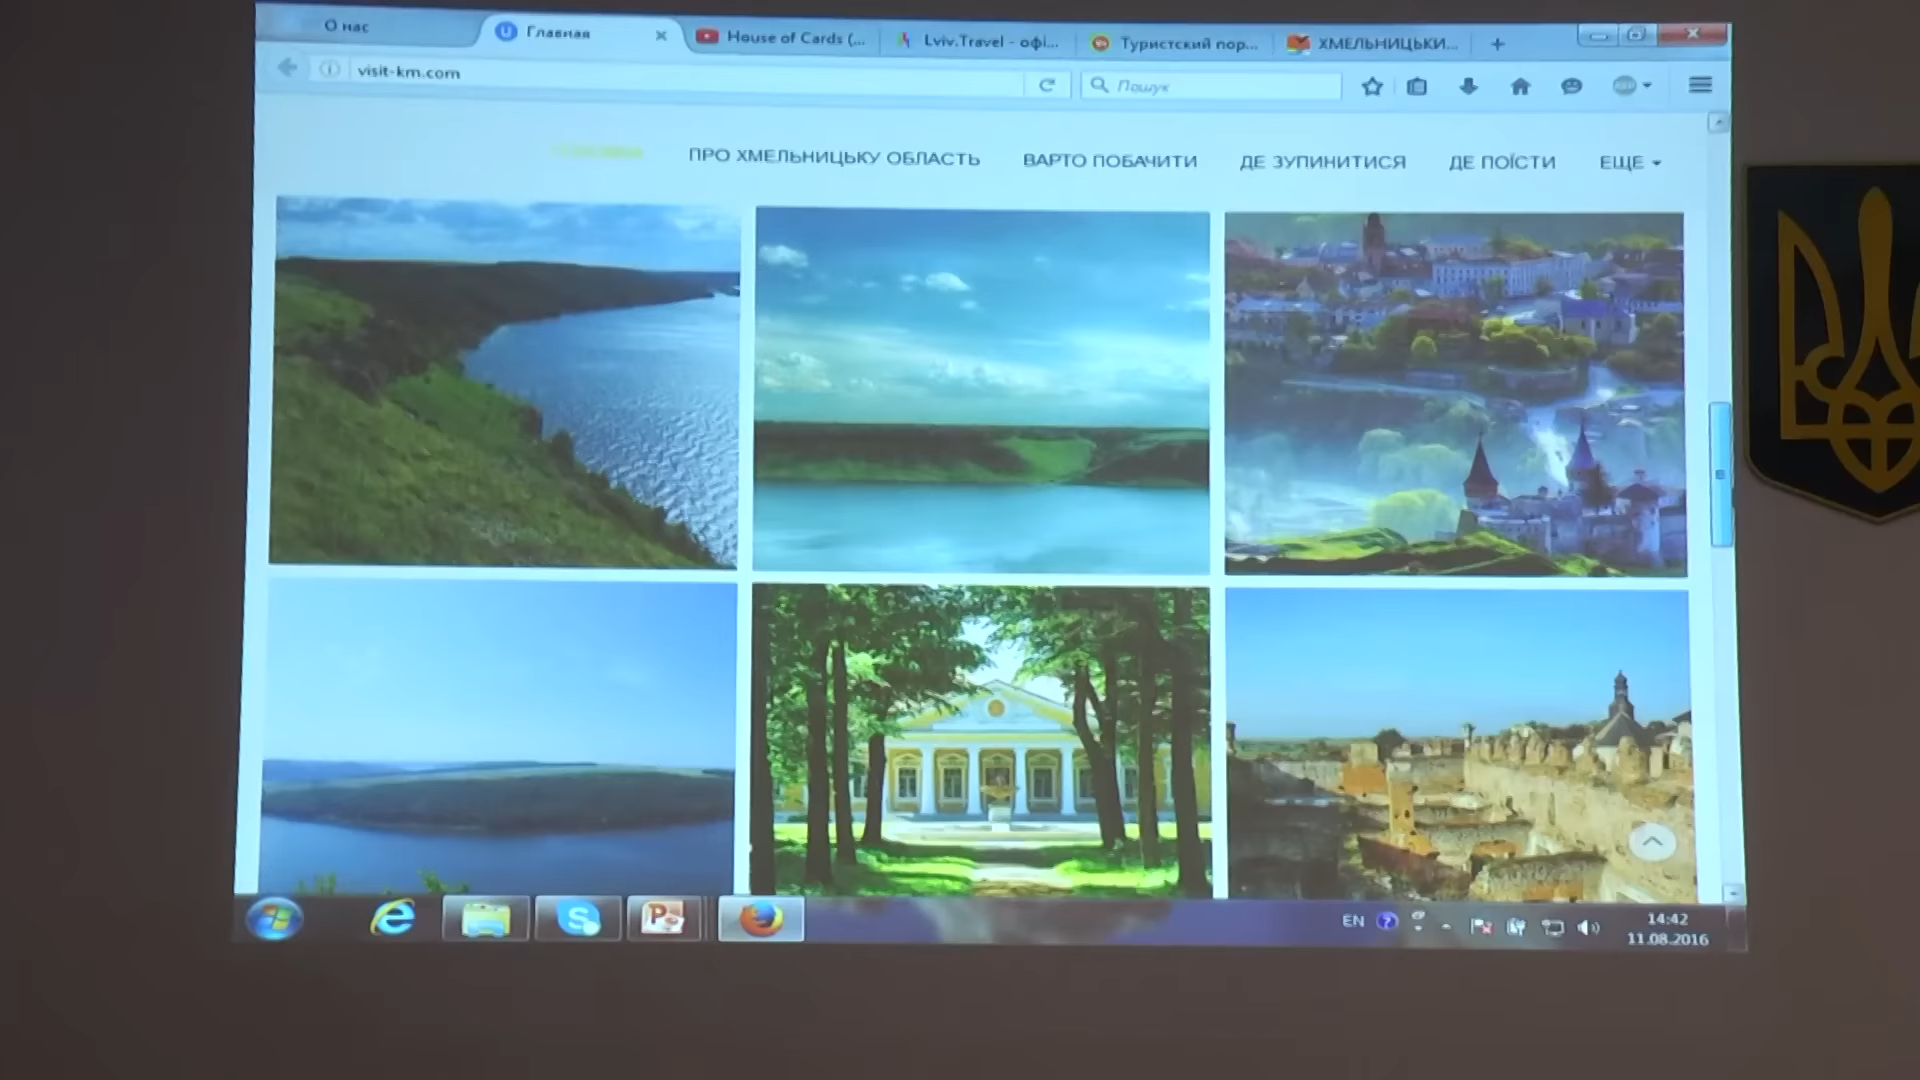 О нас
Главная
House of Cards (...
Lviv.Travel - офі...
Туристский пор...
ХМЕЛЬНИЦЬКИ...
visit-km.com
Пошук
ПРО ХМЕЛЬНИЦЬКУ ОБЛАСТЬ
ВАРТО ПОБАЧИТИ
ДЕ ЗУПИНИТИСЯ
ДЕ ПОЇСТИ
ЕЩЕ
EN
14:42
11.08.2016